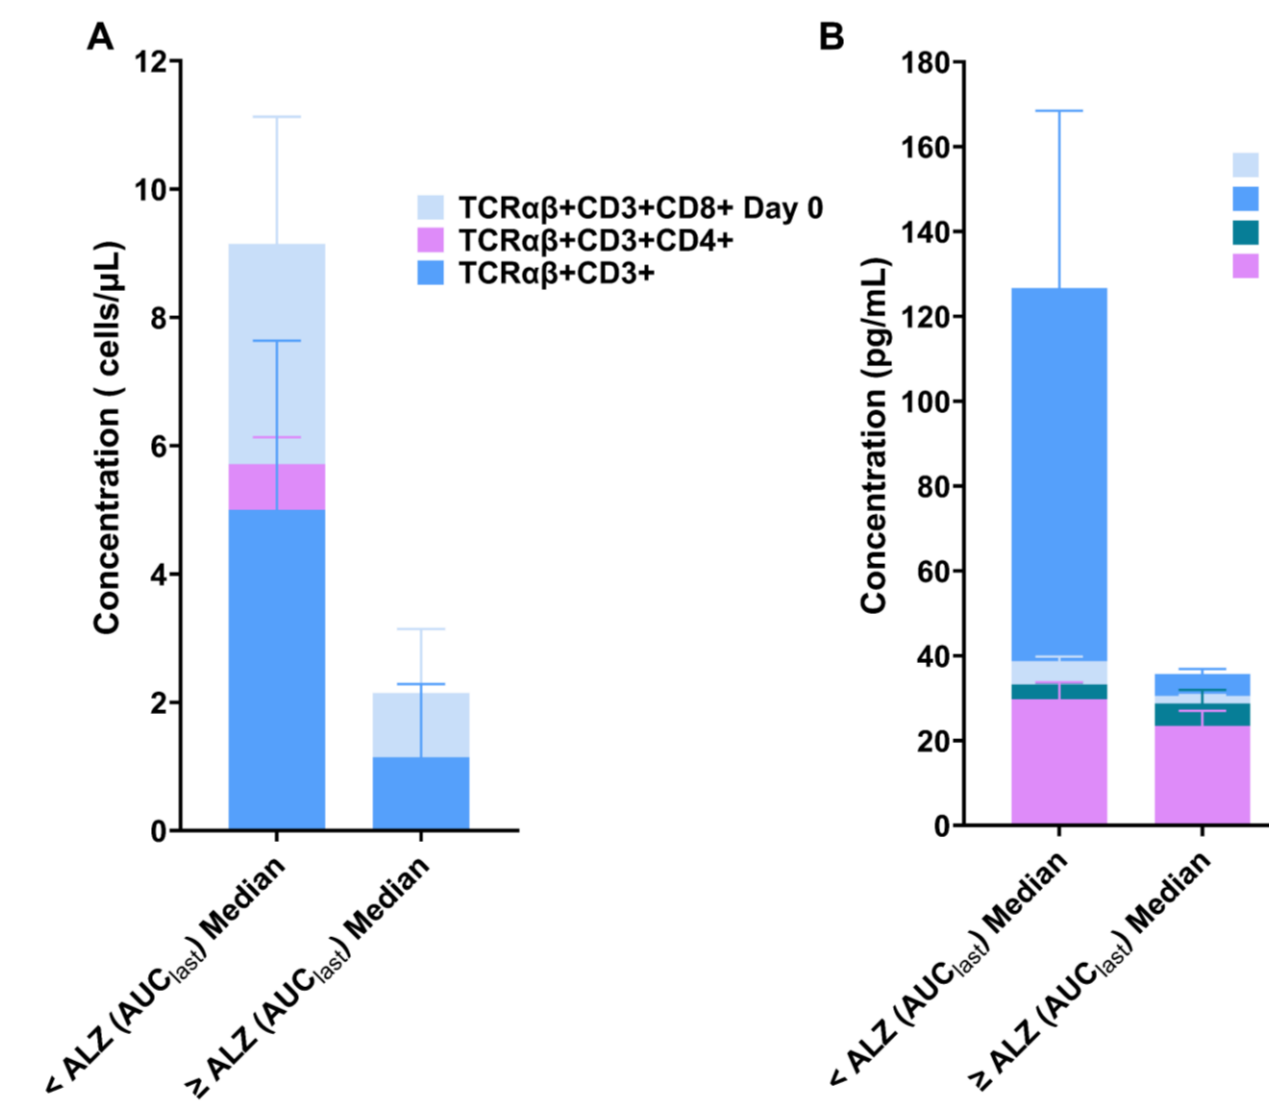 A
12
10
8
6
4
2
0
Concentration ( cells/µL)
TCRαβ+CD3+CD8+ Day 0
TCRαβ+CD3+CD4+
TCRαβ+CD3+
< ALZ (AUClast) Median
≥ ALZ (AUClast) Median
B
180
160
140
120
100
80
60
40
20
0
Concentration (pg/mL)
< ALZ (AUClast) Median
≥ ALZ (AUClast) Median